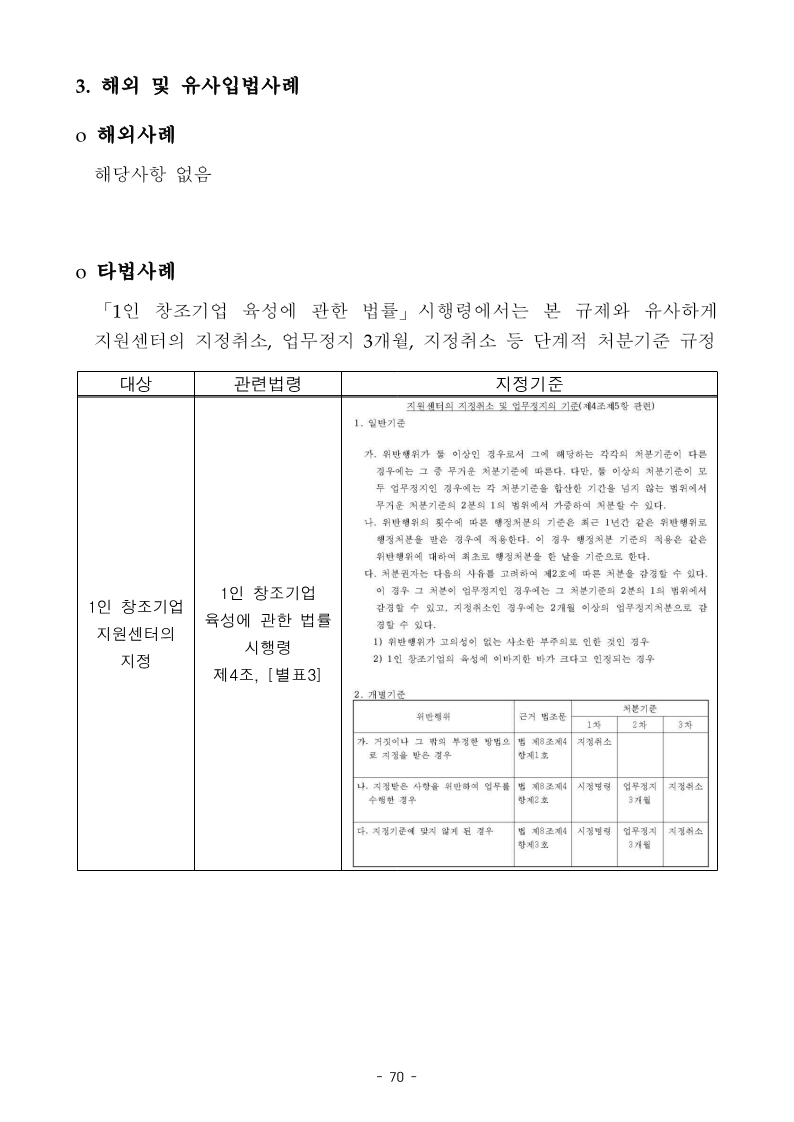 3. 해외 및 유사입법사례
o 해외사례
해당사항 없음
o 타법사례
「1인 창조기업 육성에 관한 법률」시행령에서는 본 규제와 유사하게
지원센터의 지정취소, 업무정지 3개월, 지정취소 등 단계적 처분기준 규정
대상 관련법령 지정기준
1인 창조기업
지원센터의
지정
1인 창조기업
육성에 관한 법률
시행령
제4조, [별표3]
지원센터의 지정취소 및 업무정지의 기준(제4조제5항 관련)
1. 일반기준
가. 위반행위가 둘 이상인 경우로서 그에 해당하는 각각의 처분기준이 다른
경우에는 그 중 무거운 처분기준에 따른다. 다만, 둘 이상의 처분기준이 모
두 업무정지인 경우에는 각 처분기준을 합산한 기간을 넘지 않는 범위에서
무거운 처분기준의 2분의 1의 범위에서 가중하여 처분할 수 있다.
나. 위반행위의 횟수에 따른 행정처분의 기준은 최근 1년간 같은 위반행위로
행정처분을 받은 경우에 적용한다. 이 경우 행정처분 기준의 적용은 같은
위반행위에 대하여 최초로 행정처분을 한 날을 기준으로 한다.
다. 처분권자는 다음의 사유를 고려하여 제2호에 따른 처분을 감경할 수 있다.
이 경우 그 처분이 업무정지인 경우에는 그 처분기준의 2분의 1의 범위에서
감경할 수 있고, 지정취소인 경우에는 2개월 이상의 업무정지처분으로 감
경할 수 있다.
1) 위반행위가 고의성이 없는 사소한 부주의로 인한 것인 경우
2) 1인 창조기업의 육성에 이바지한 바가 크다고 인정되는 경우
2. 개별기준
위반행위 근거 법조문 처분기준
1차 2차 3차
가. 거짓이나 그 밖의 부정한 방법으 법 제8조제4 지정취소
로 지정을 받은 경우 항제1호
나. 지정받은 사항을 위반하여 업무를 법 제8조제4 시정명령 업무정지 지정취소
수행한 경우 항제2호 3개월
다. 지정기준에 맞지 않게 된 경우 법 제8조제4 시정명령 업무정지 지정취소
항제3호 3개월
- 70 -